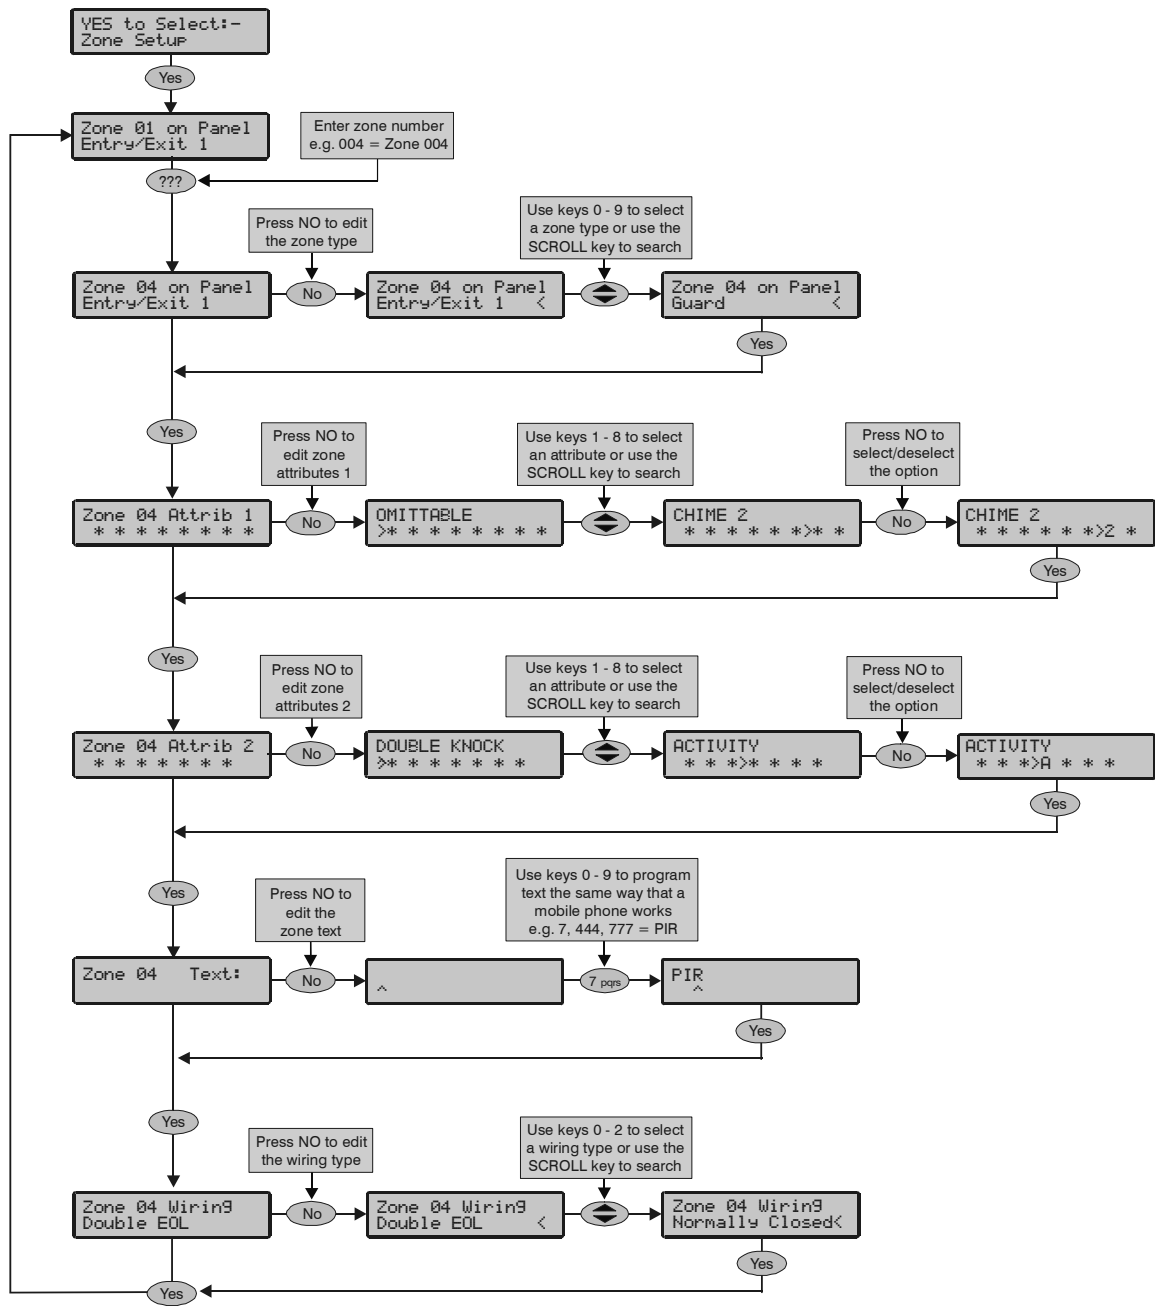 YES to Select:-
Zone Setup
Yes
Zone 01 on Panel
Entry/Exit 1
Enter zone number
e.g. 004 = Zone 004
???
Press NO to edit
the zone type
Use keys 0 - 9 to select
a zone type or use the
SCROLL key to search
Zone 04 on Panel
Entry/Exit 1
No
Zone 04 on Panel
Entry/Exit 1 <
Zone 04 on Panel
Guard <
Yes
Yes
Press NO to
edit zone
attributes 1
Use keys 1 - 8 to select
an attribute or use the
SCROLL key to search
Press NO to
select/deselect
the option
Zone 04 Attrib 1
* * * * * * * *
No
OMITTABLE
>* * * * * * * *
CHIME 2
* * * * * *>* *
No
CHIME 2
* * * * * *>2 *
Yes
Yes
Press NO to
edit zone
attributes 2
Use keys 1 - 8 to select
an attribute or use the
SCROLL key to search
Press NO to
select/deselect
the option
Zone 04 Attrib 2
* * * * * * *
No
DOUBLE KNOCK
>* * * * * * *
ACTIVITY
* * *>* * * *
No
ACTIVITY
* * *>A * * *
Yes
Yes
Press NO to
edit the
zone text
Use keys 0 - 9 to program
text the same way that a
mobile phone works
e.g. 7, 444, 777 = PIR
Zone 04 Text:
No
^
7 pqrs
PIR
^
Yes
Yes
Press NO to edit
the wiring type
Use keys 0 - 2 to select
a wiring type or use the
SCROLL key to search
Zone 04 Wiring
Double EOL
No
Zone 04 Wiring
Double EOL <
Zone 04 Wiring
Normally Closed<
Yes
Yes